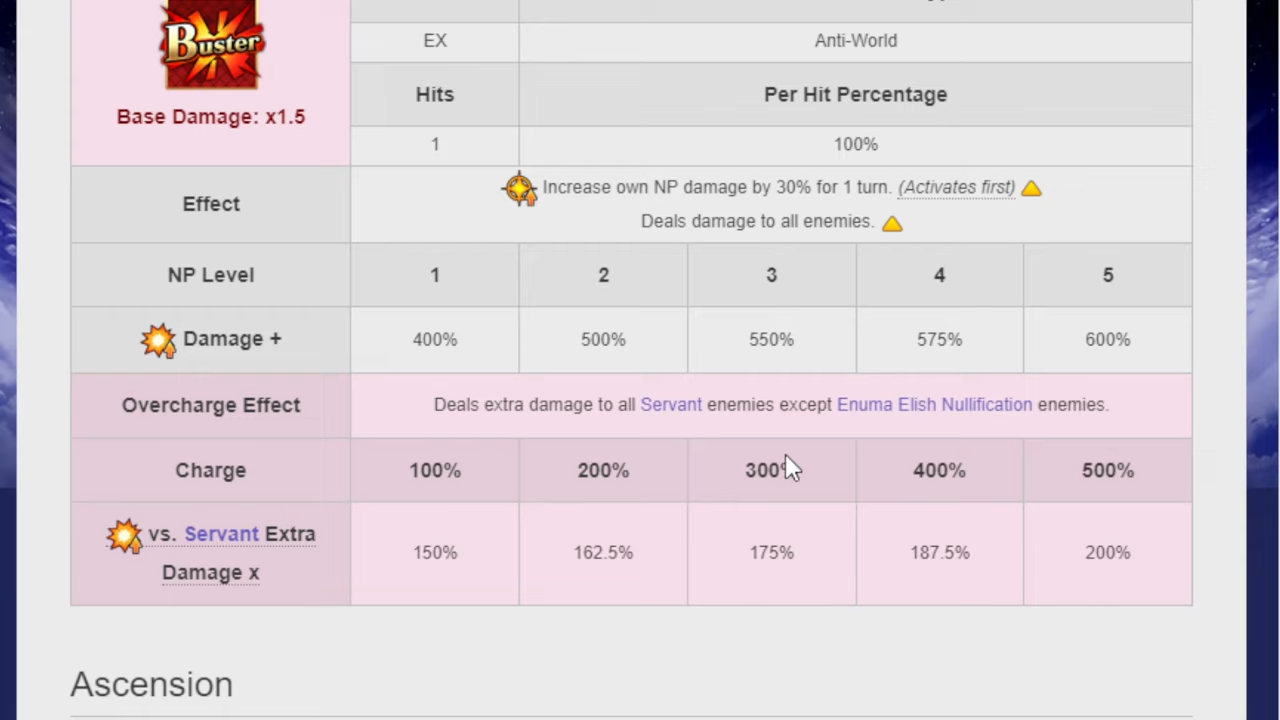 BUSTER
Base Damage: x1.5
EX
Anti-World
Hits
Per Hit Percentage
1
100%
Effect
Increase own NP damage by 30% for 1 turn. (Activates first)
Deals damage to all enemies.
NP Level
1
2
3
4
5
Damage +
400%
500%
550%
575%
600%
Overcharge Effect
Deals extra damage to all Servant enemies except Enuma Elish Nullification enemies.
Charge
100%
200%
300%
400%
500%
vs. Servant Extra
Damage x
150%
162.5%
175%
187.5%
200%
Ascension